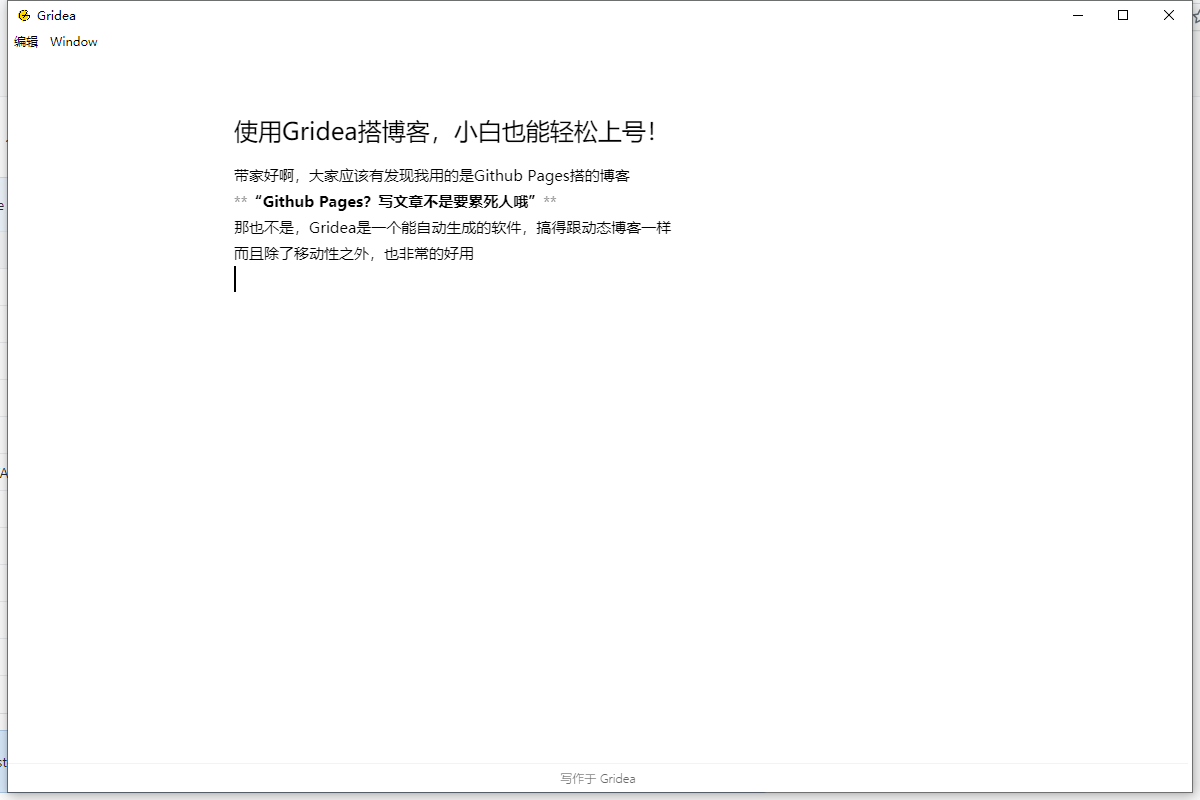 Gridea
编辑 Window
使用Gridea搭博客，小白也能轻松上号！
带家好啊，大家应该有发现我用的是Github Pages搭的博客
**“Github Pages？写文章不是要累死人哦”**
那也不是，Gridea是一个能自动生成的软件，搞得跟动态博客一样
而且除了移动性之外，也非常的好用
写作于 Gridea